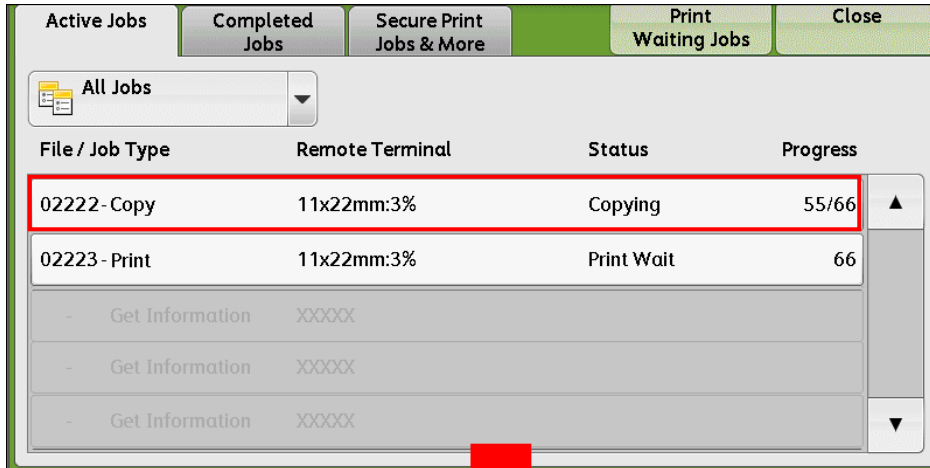 Active Jobs
Completed
Jobs
Secure Print
Jobs & More
Print
Waiting Jobs
Close
All Jobs
File / Job Type Remote Terminal Status Progress
02222- Copy 11x22mm:3% Copying 55/66
02223 - Print 11x22mm:3% Print Wait 66
- Get Information XXXXX
- Get Information XXXXX
- Get Information XXXXX